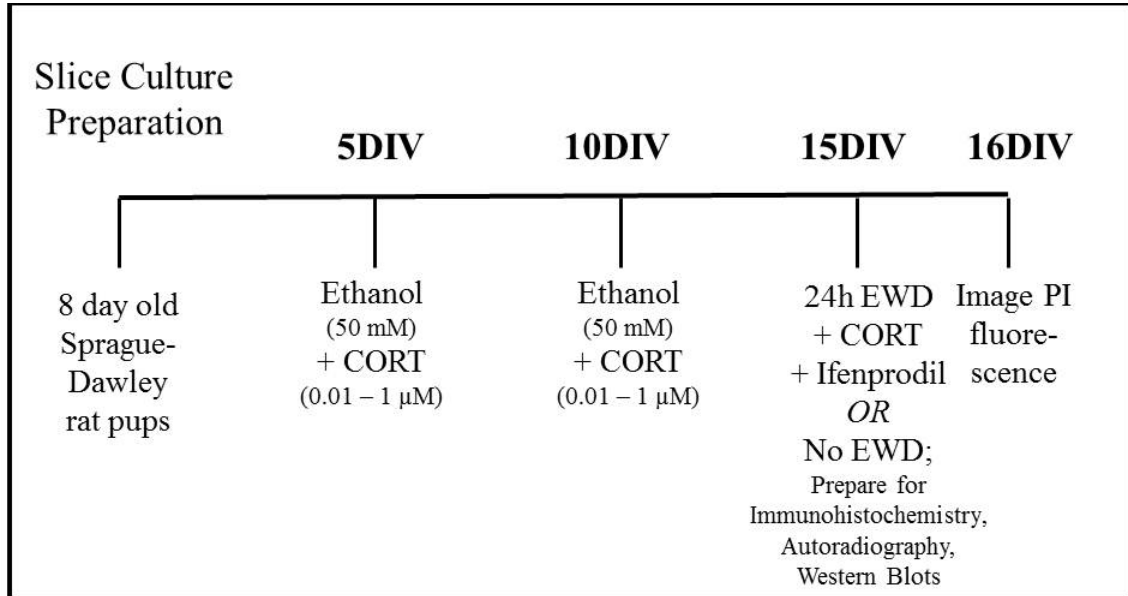 Slice Culture
Preparation
5DIV
10DIV
15DIV
16DIV
8 day old
Sprague-
Dawley
rat pups
Ethanol
(50 mM)
+ CORT
(0.01 – 1 µM)
Ethanol
(50 mM)
+ CORT
(0.01 – 1 µM)
24h EWD
+ CORT
+ Ifenprodil
OR
No EWD;
Prepare for
Immunohistochemistry,
Autoradiography,
Western Blots
Image PI
fluore-
scence